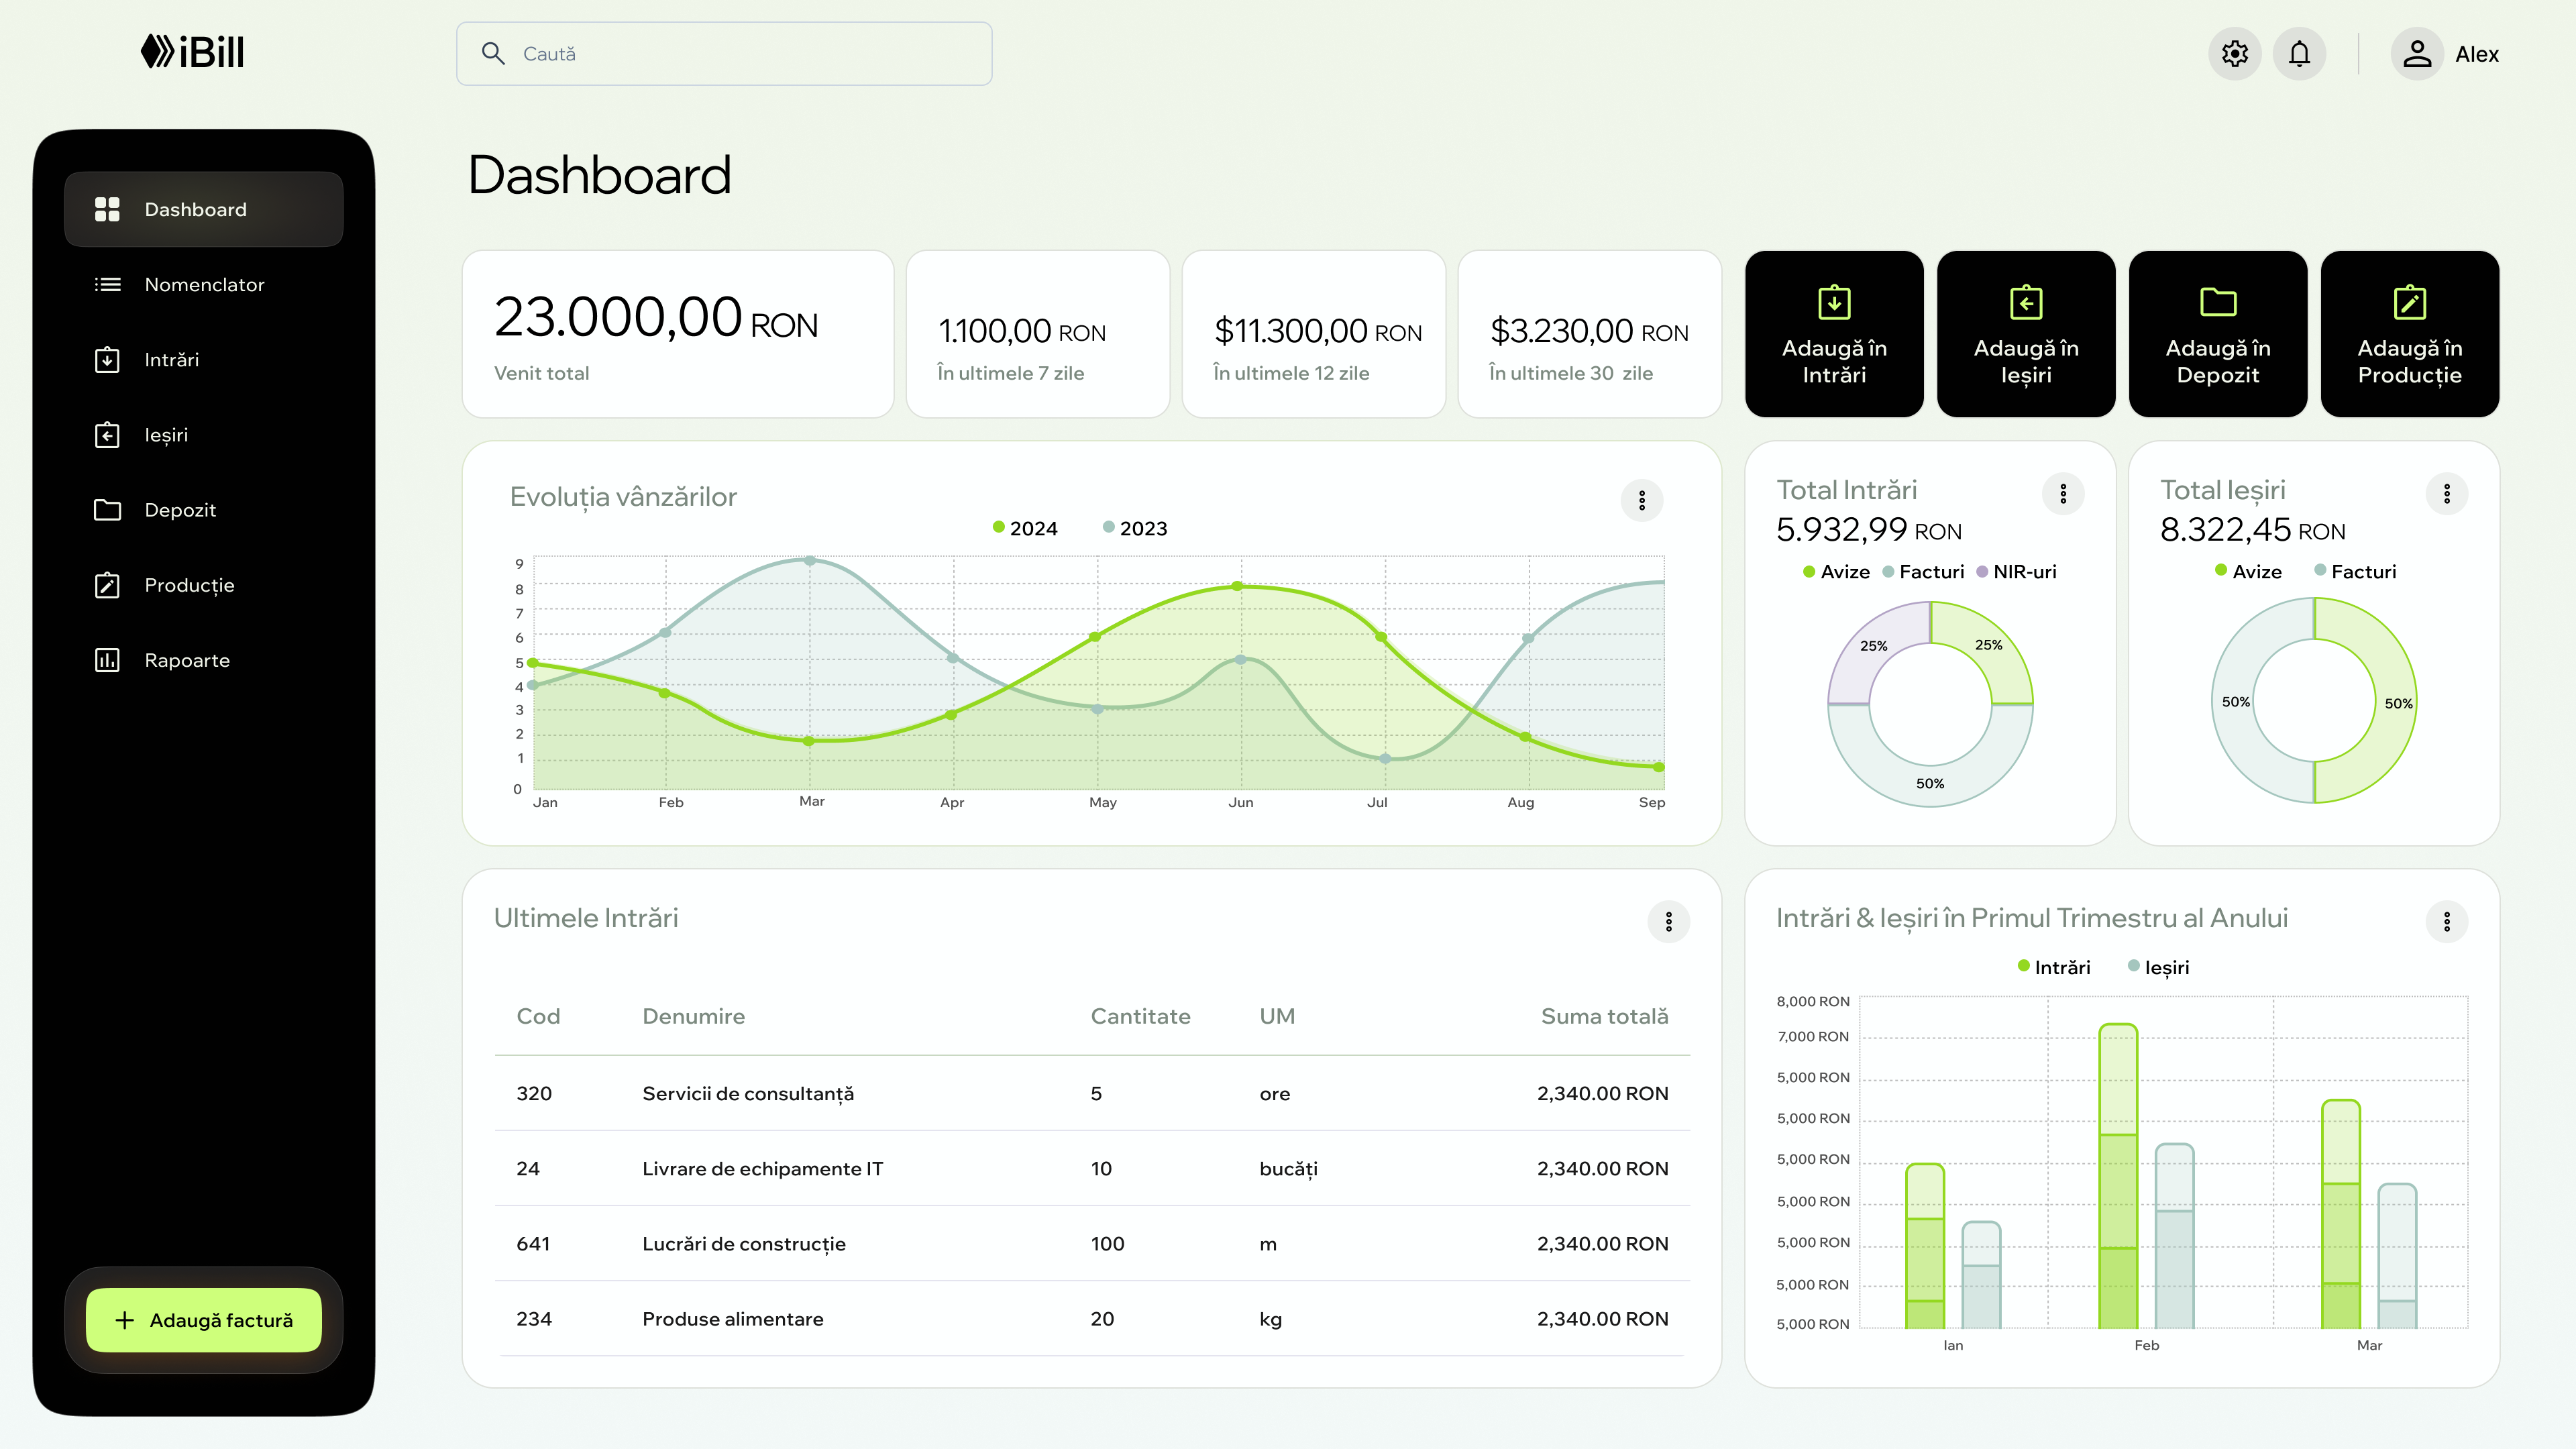 iBill
Caută
Alex
Dashboard
Nomenclator
Intrări
Ieșiri
Depozit
Producție
Rapoarte
Adaugă factură
Dashboard
23.000,00 RON
Venit total
1.100,00 RON
În ultimele 7 zile
$11.300,00 RON
În ultimele 12 zile
$3.230,00 RON
În ultimele 30 zile
Adaugă în
Intrări
Adaugă în
Ieșiri
Adaugă în
Depozit
Adaugă în
Producție
Evoluția vânzărilor
2024 2023
9
8
7
6
5
4
3
2
1
0
Jan Feb Mar Apr May Jun Jul Aug Sep
Total Intrări
5.932,99 RON
Avize Facturi NIR-uri
25% 25%
50%
Total Ieșiri
8.322,45 RON
Avize Facturi
50% 50%
Ultimele Intrări
Cod Denumire Cantitate UM Suma totală
320 Servicii de consultanță 5 ore 2,340.00 RON
24 Livrare de echipamente IT 10 bucăți 2,340.00 RON
641 Lucrări de construcție 100 m 2,340.00 RON
234 Produse alimentare 20 kg 2,340.00 RON
Intrări & Ieșiri în Primul Trimestru al Anului
Intrări Ieșiri
8,000 RON
7,000 RON
5,000 RON
5,000 RON
5,000 RON
5,000 RON
5,000 RON
5,000 RON
5,000 RON
Ian Feb Mar